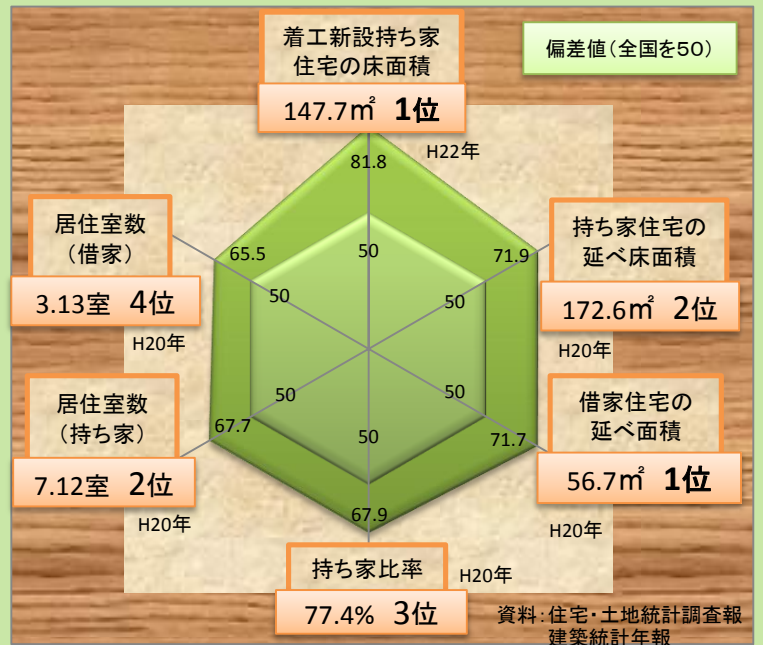 着工新設持ち家
住宅の床面積
147.7㎡ 1位
H22年
偏差値(全国を50)
81.8
50
持ち家住宅の
延べ床面積
172.6㎡ 2位
H20年
71.9
50
借家住宅の
延べ面積
56.7㎡ 1位
H20年
71.7
50
持ち家比率
77.4% 3位
H20年
67.9
50
居住室数
(持ち家)
7.12室 2位
H20年
67.7
50
居住室数
(借家)
3.13室 4位
H20年
65.5
50
資料:住宅・土地統計調査報
建築統計年報